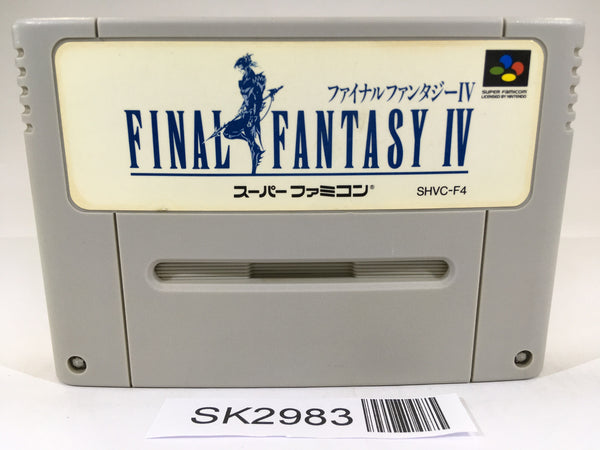 ファイナルファンタジーIV
FINAL FANTASY IV
SUPER FAMICOM
LICENSED BY NINTENDO
スーパーファミコン®
SHVC-F4
SK2983